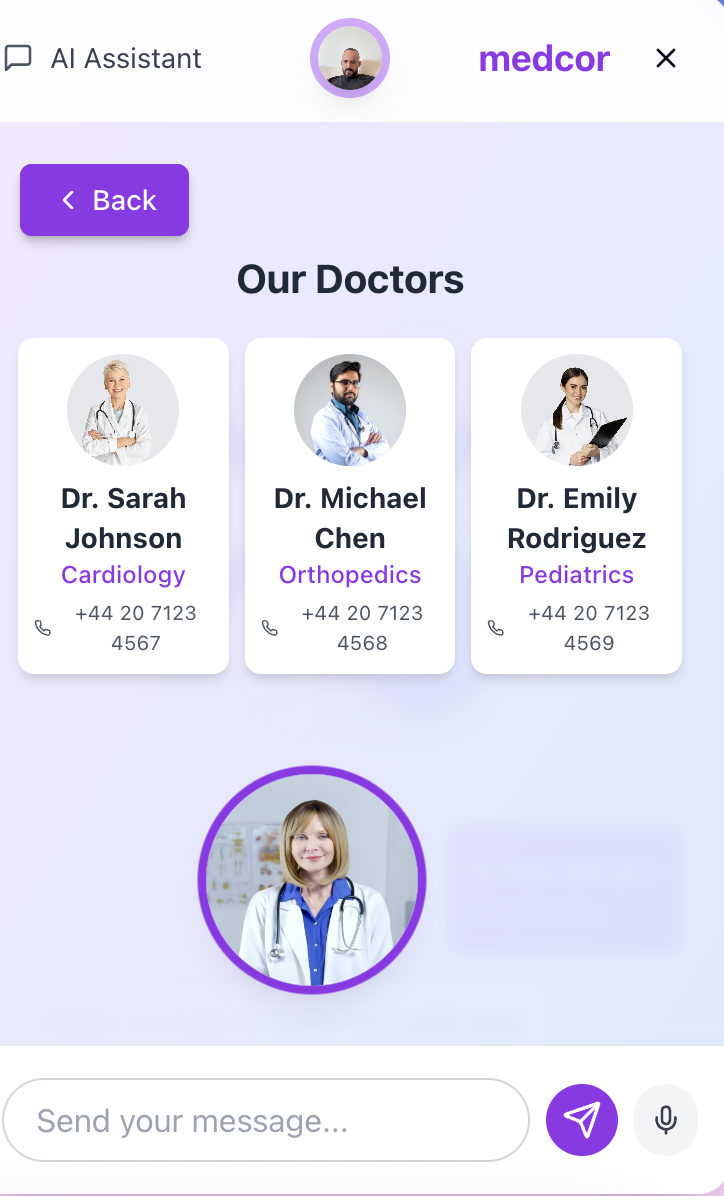 AI Assistant
medcor
Back
Our Doctors
Dr. Sarah
Johnson
Cardiology
+44 20 7123
4567
Dr. Michael
Chen
Orthopedics
+44 20 7123
4568
Dr. Emily
Rodriguez
Pediatrics
+44 20 7123
4569
Send your message...